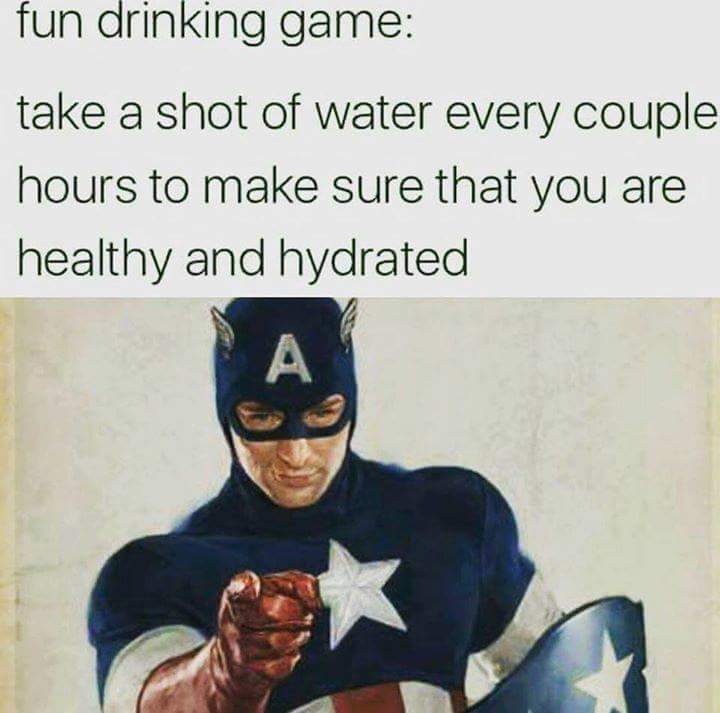 fun drinking game:
take a shot of water every couple
hours to make sure that you are
healthy and hydrated
A